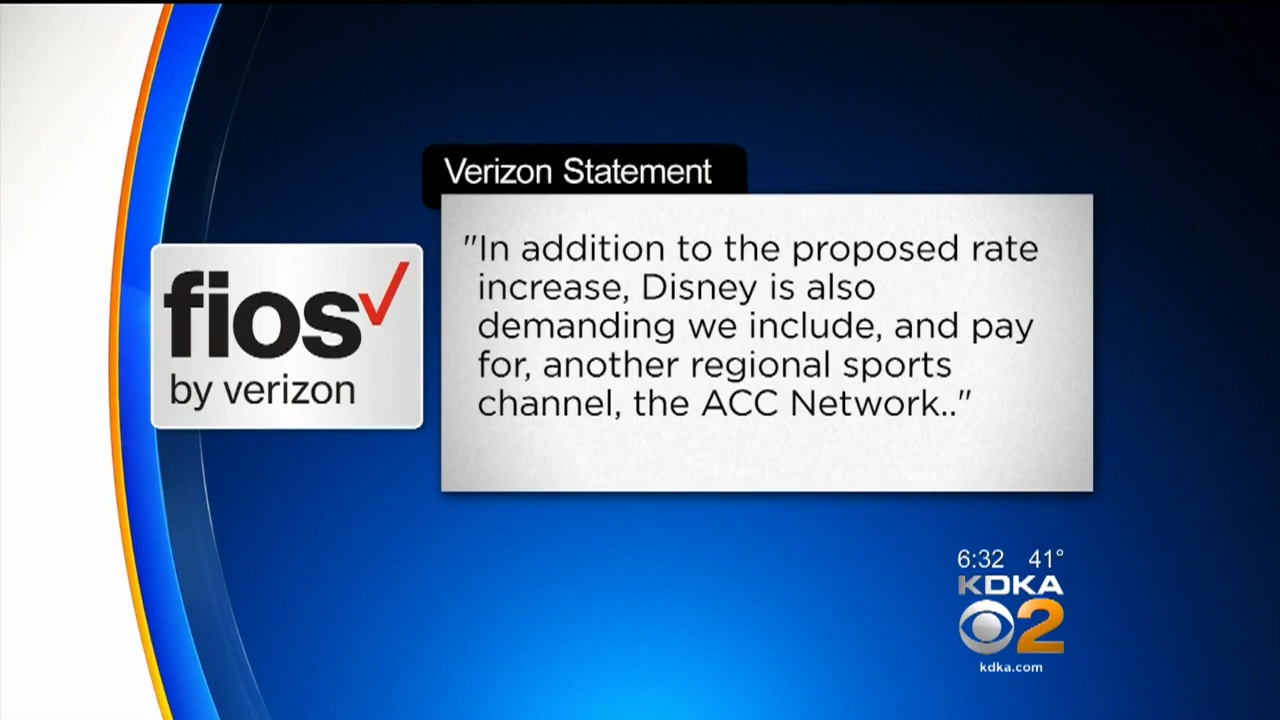 Verizon Statement
"In addition to the proposed rate
increase, Disney is also
demanding we include, and pay
for, another regional sports
channel, the ACC Network.."
fios
by verizon
6:32 41°
KDKA
2
kdka.com